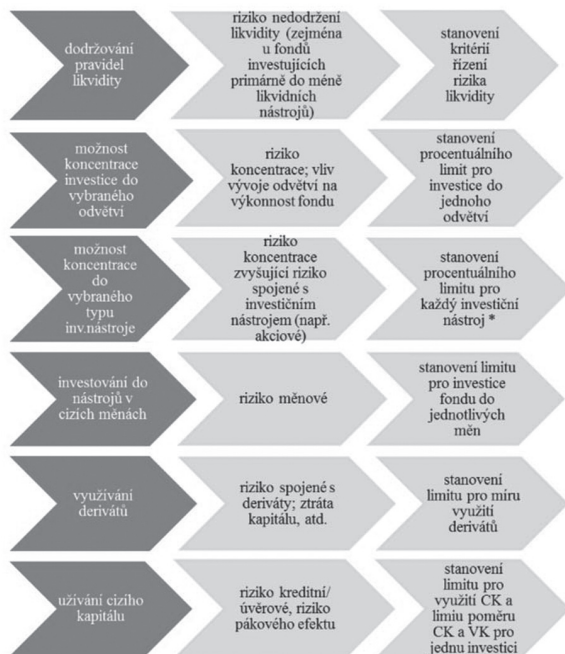 dodržování
pravidel
likvidity
riziko nedodržení
likvidity (zejména
u fondů
investujících
primárně do méně
likvidních
nástrojů)
stanovení
kritérií
řízení
rizika
likvidity
možnost
koncentrace
investice do
vybraného
odvětví
riziko
koncentrace; vliv
vývoje odvětví na
výkonnost fondu
stanovení
procentuálního
limit pro
investice do
jednoho
odvětví
možnost
koncentrace
do
vybraného
typu
inv.nástroje
riziko
koncentrace
zvyšující riziko
spojené s
investičním
nástrojem (např.
akciové)
stanovení
procentuálního
limitu pro
každý investiční
nástroj *
investování do
nástrojů v
cizích měnách
riziko měnové
stanovení limitu
pro investice
fondu do
jednotlivých
měn
využívání
derivátů
riziko spojené s
deriváty; ztráta
kapitálu, atd.
stanovení
limitu pro míru
využití
derivátů
užívání cizího
kapitálu
riziko kreditní/
úvěrové, riziko
pákového efektu
stanovení
limitu pro
využití CK a
limiu poměru
CK a VK pro
jednu investici